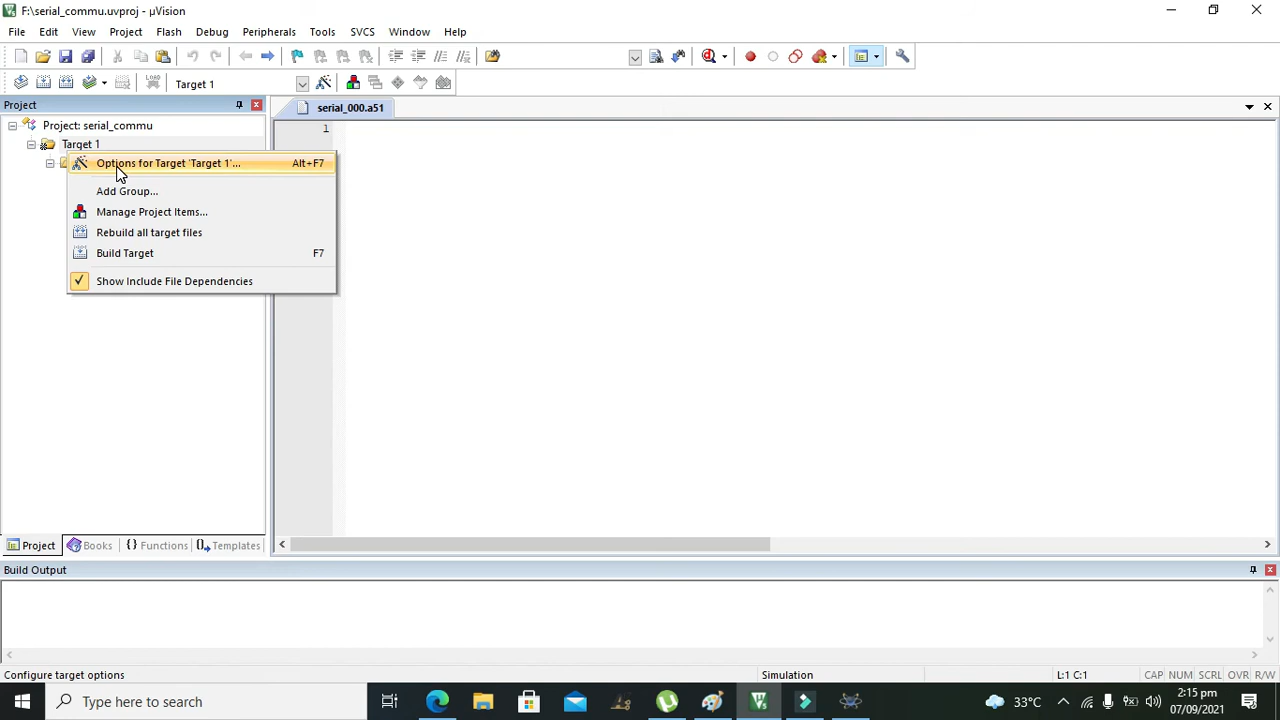 F:\serial_commu.uvproj - µVision
File Edit View Project Flash Debug Peripherals Tools SVCS Window Help
LOAD Target 1
Project
serial_000.a51
Project: serial_commu
1
Target 1
Options for Target 'Target 1'... Alt+F7
Add Group...
Manage Project Items...
Rebuild all target files
Build Target F7
Show Include File Dependencies
Project Books {} Functions Templates
Build Output
Configure target options Simulation L:1 C:1 CAP NUM SCRL OVR R/W
Type here to search 33°C 2:15 pm
07/09/2021